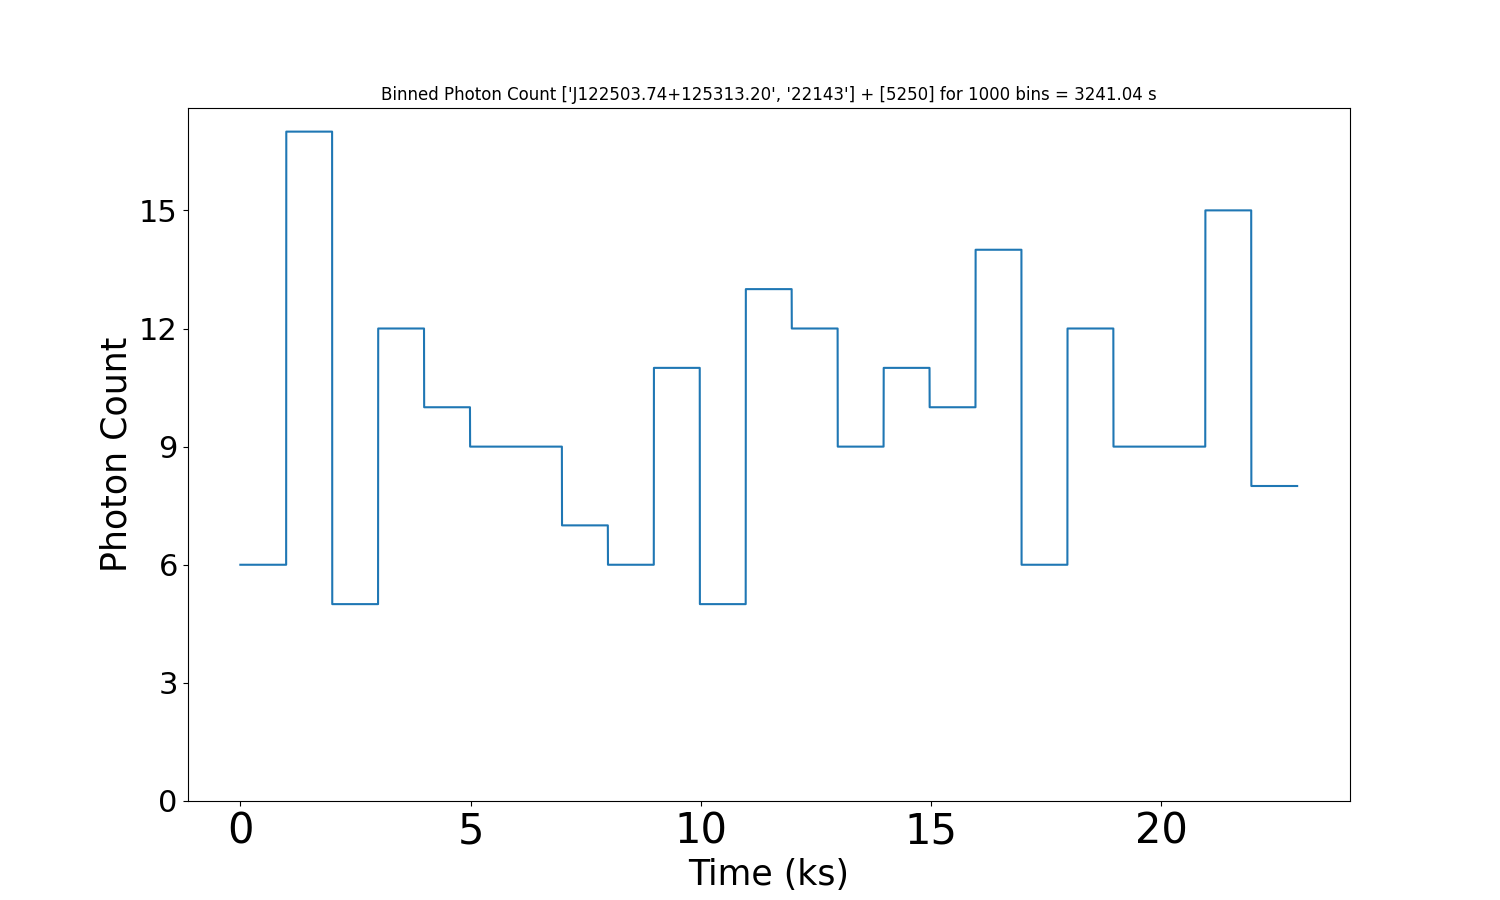 Binned Photon Count ['J122503.74+125313.20', '22143'] + [5250] for 1000 bins = 3241.04 s
Photon Count
15
12
9
6
3
0
0 5 10 15 20
Time (ks)